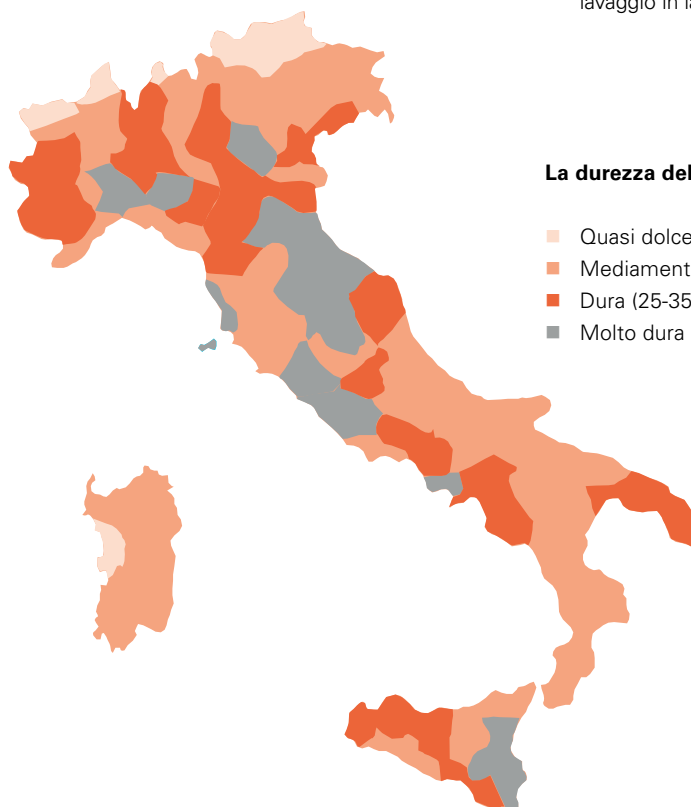 lavaggio in la
La durezza del
Quasi dolce
Mediament
Dura (25-35
Molto dura